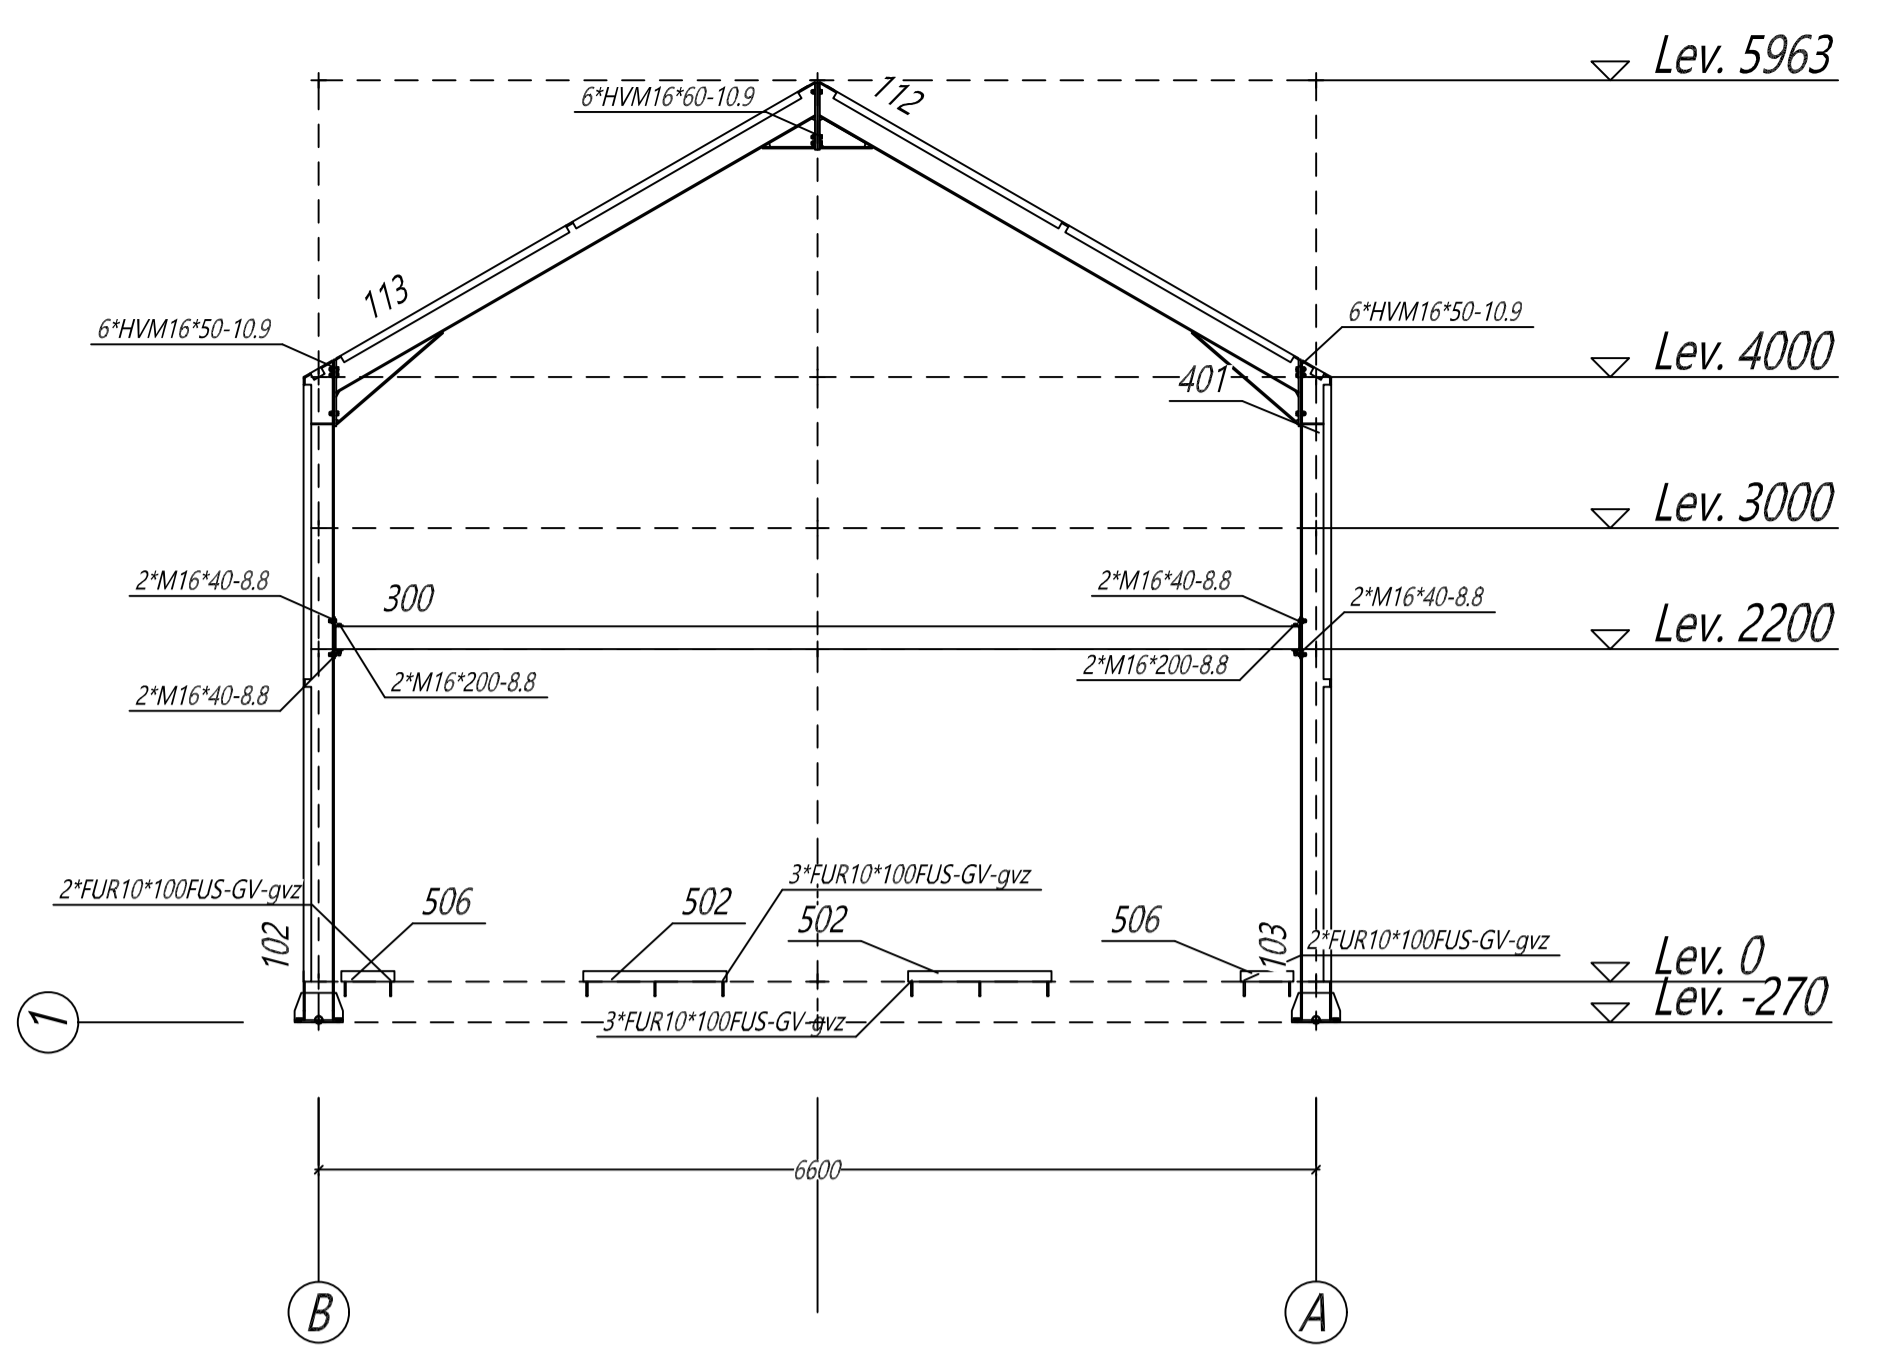 Lev. 5963
6*HVM16*60-10.9
112
113
6*HVM16*50-10.9
6*HVM16*50-10.9
Lev. 4000
401
Lev. 3000
2*M16*40-8.8
300
2*M16*40-8.8
2*M16*40-8.8
Lev. 2200
2*M16*200-8.8
2*M16*200-8.8
2*M16*40-8.8
2*FUR10*100FUS-GV-gvz
506
502
3*FUR10*100FUS-GV-gvz
502
506
102
103
2*FUR10*100FUS-GV-gvz
Lev. 0
Lev. -270
1
3*FUR10*100FUS-GV-gvz
6600
B
A